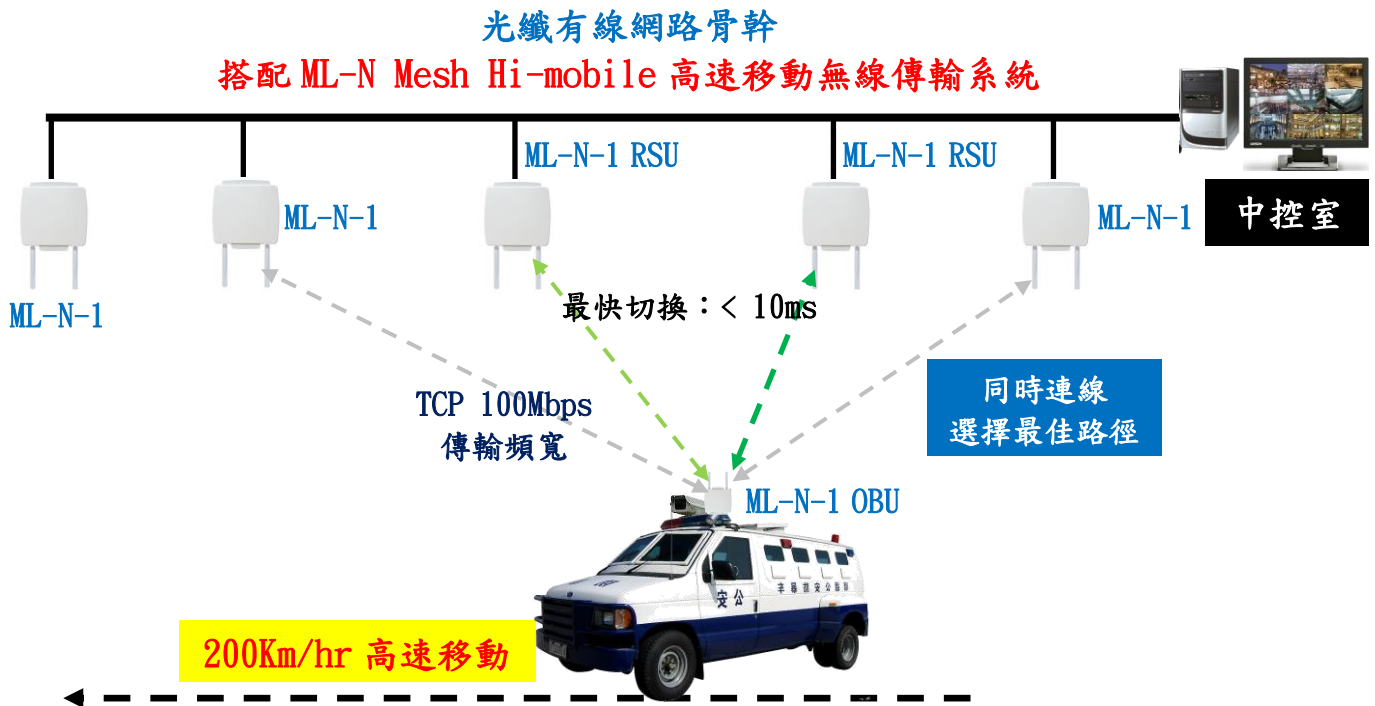 光纖有線網路骨幹
搭配 ML-N Mesh Hi-mobile 高速移動無線傳輸系統
ML-N-1 RSU
ML-N-1 RSU
ML-N-1
ML-N-1
中控室
ML-N-1
最快切換：< 10ms
同時連線
選擇最佳路徑
TCP 100Mbps
傳輸頻寬
ML-N-1 OBU
安公
200Km/hr 高速移動